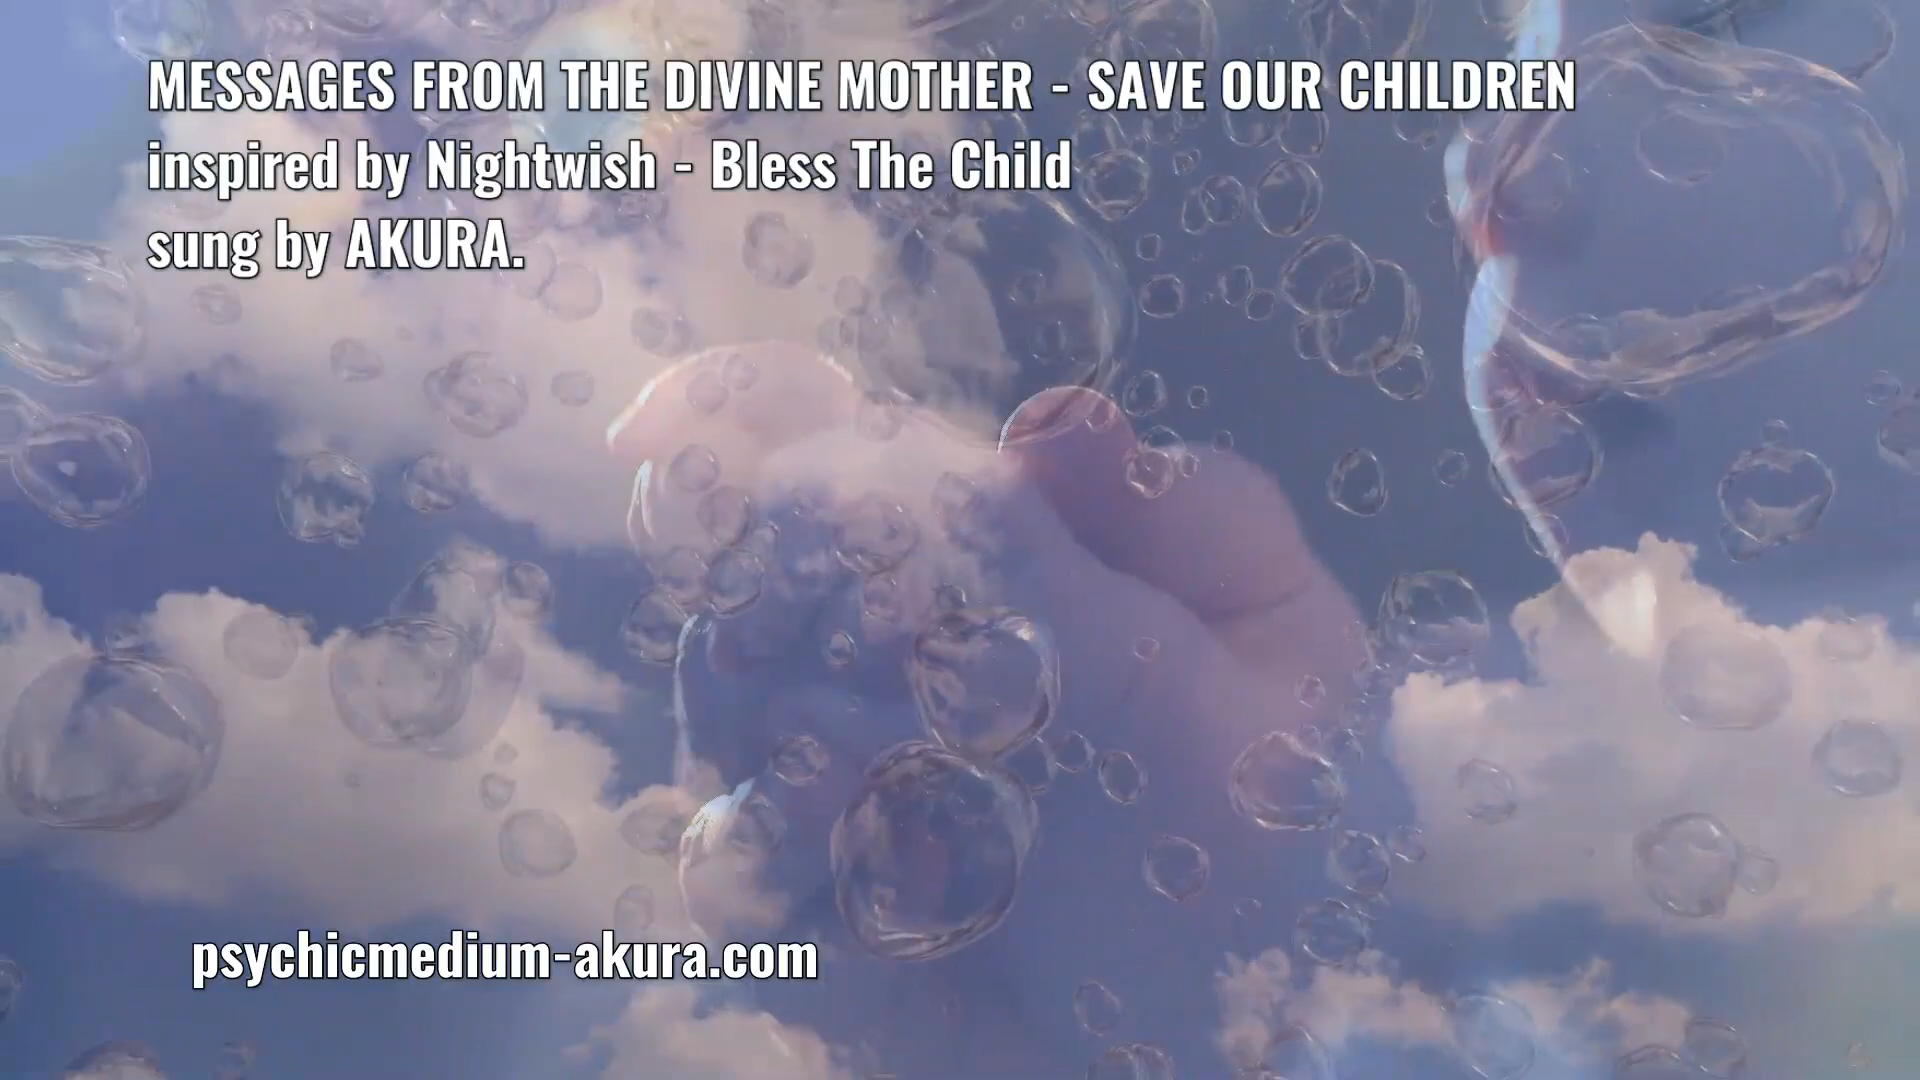 MESSAGES FROM THE DIVINE MOTHER - SAVE OUR CHILDREN
inspired by Nightwish - Bless The Child
sung by AKURA.
psychicmedium-akura.com